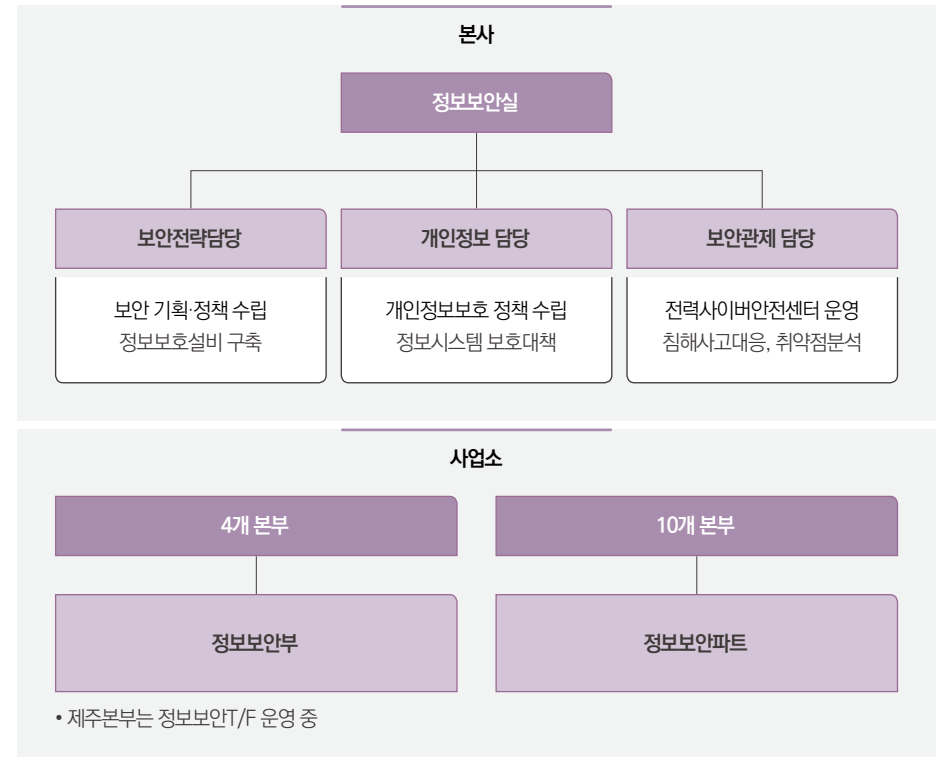 본사
정보보안실
보안전략담당
개인정보 담당
보안관제 담당
보안 기획·정책 수립
정보보호설비 구축
개인정보보호 정책 수립
정보시스템 보호대책
전력사이버안전센터 운영
침해사고대응, 취약점분석
사업소
4개 본부
10개 본부
정보보안부
정보보안파트
• 제주본부는 정보보안T/F 운영 중